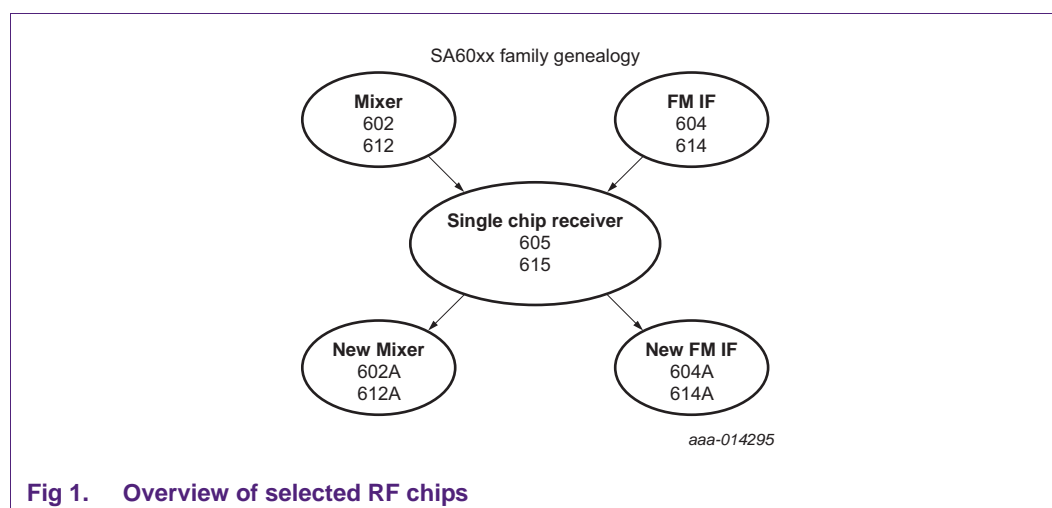 SA60xx family genealogy
Mixer
602
612
FM IF
604
614
Single chip receiver
605
615
New Mixer
602A
612A
New FM IF
604A
614A
aaa-014295
Fig 1. Overview of selected RF chips